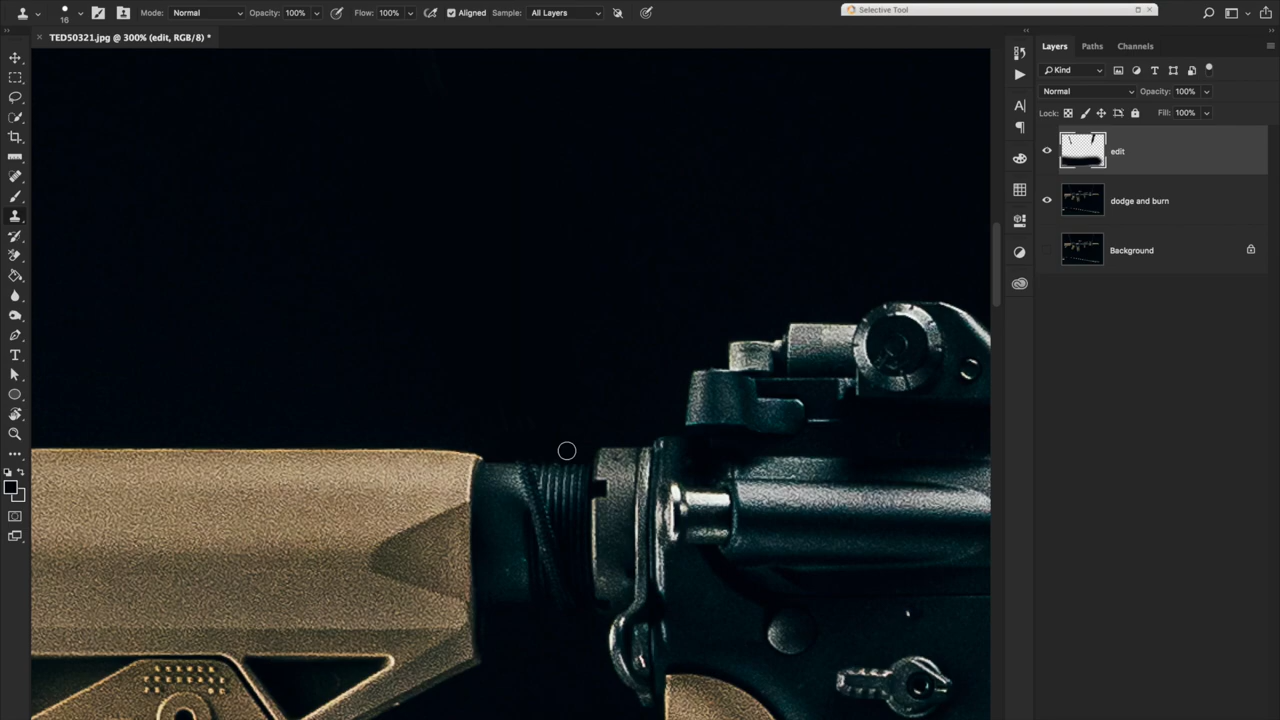 16
Mode: Normal
Opacity: 100%
Flow: 100%
Aligned
Sample: All Layers
Selective Tool
TED50321.jpg @ 300% (edit, RGB/8) *
Layers
Paths
Channels
Kind
Normal
Opacity: 100%
Lock:
Fill: 100%
edit
dodge and burn
Background